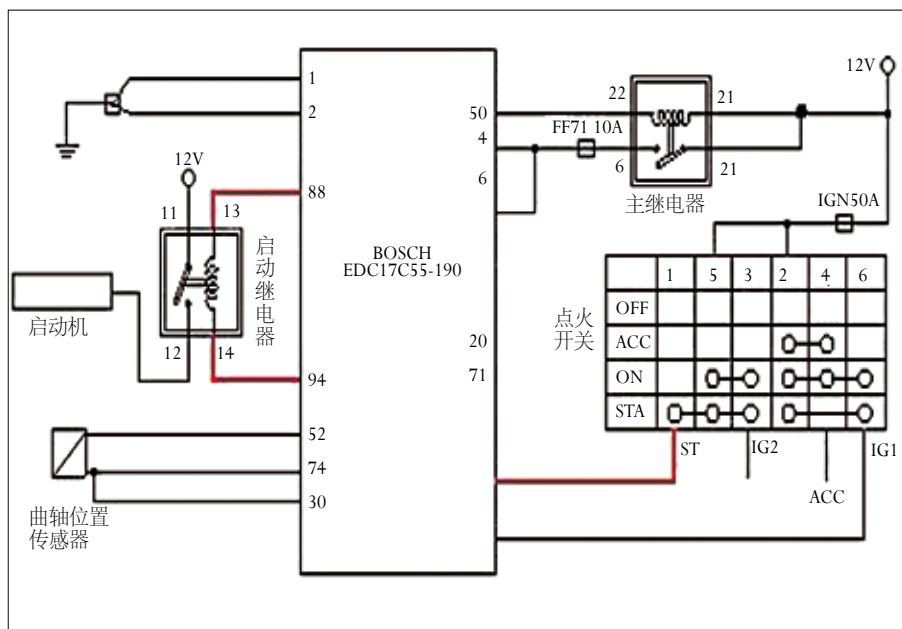 1
2
12V
88
11
13
启动继电器
启动机
12
14
94
52
74
30
曲轴位置
传感器
BOSCH
EDC17C55-190
50
4
6
20
71
FF71 10A
22
21
6
21
主继电器
12V
IGN50A
点火
开关
1 5 3 2 4 6
OFF
ACC
ON
STA
ST
IG2
ACC
IG1